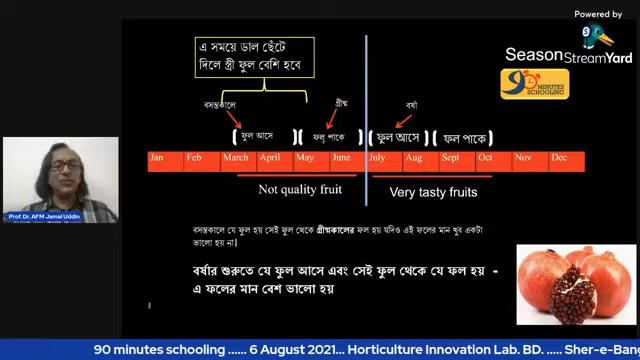 Powered by
StreamYard
Season
90 MINUTES SCHOOLING
এ সময়ে ডাল ছেঁটে
দিলে স্ত্রী ফুল বেশি হবে
বসন্তকালে
গ্রীষ্ম
বর্ষা
( ফুল আসে ) ( ফল পাকে ) ( ফুল আসে ) ( ফল পাকে )
Jan Feb March April May June July Aug Sept Oct Nov Dec
Not quality fruit
Very tasty fruits
Prof.Dr. AFM Jamal Uddin
বসন্তকালে যে ফুল হয় সেই ফুল থেকে গ্রীষ্মকালের ফল হয় যদিও এই ফলের মান খুব একটা
ভালো হয় না।
বর্ষার শুরুতে যে ফুল আসে এবং সেই ফুল থেকে যে ফল হয় -
এ ফলের মান বেশ ভালো হয়
90 minutes schooling ...... 6 August 2021... Horticulture Innovation Lab. BD. ..... Sher-e-Bang